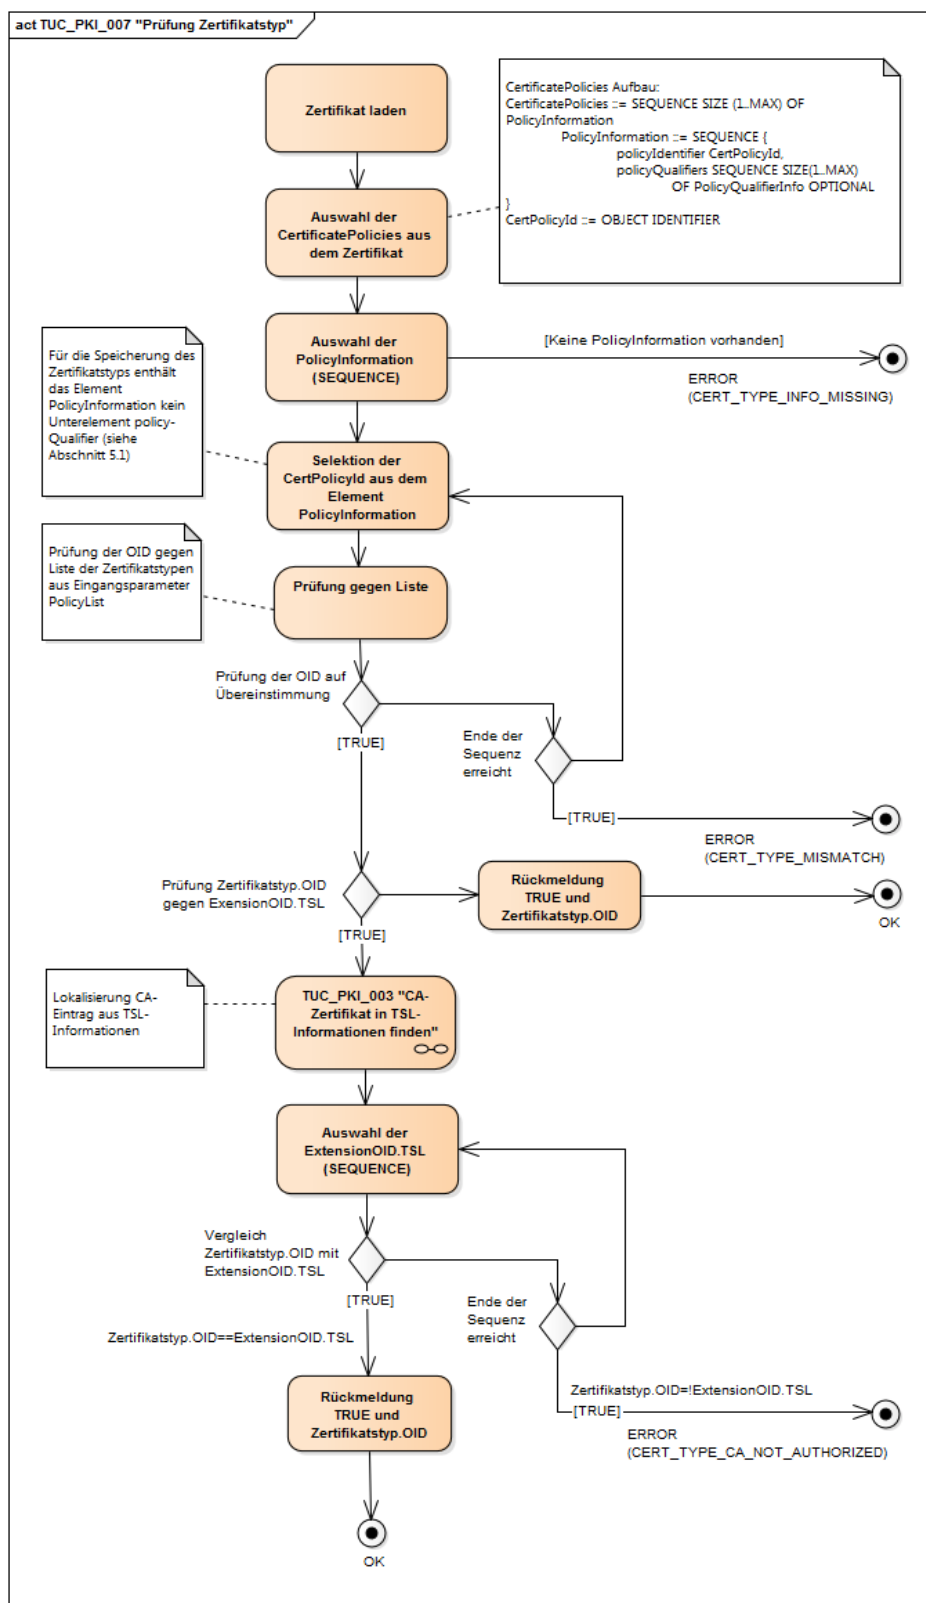 act TUC_PKI_007 "Prüfung Zertifikatstyp"
Zertifikat laden
CertificatePolicies Aufbau:
CertificatePolicies ::= SEQUENCE SIZE (1..MAX) OF
PolicyInformation
PolicyInformation ::= SEQUENCE {
policyIdentifier CertPolicyId,
policyQualifiers SEQUENCE SIZE(1..MAX)
OF PolicyQualifierInfo OPTIONAL
}
CertPolicyId ::= OBJECT IDENTIFIER
Auswahl der
CertificatePolicies aus
dem Zertifikat
Auswahl der
PolicyInformation
(SEQUENCE)
[Keine PolicyInformation vorhanden]
ERROR
(CERT_TYPE_INFO_MISSING)
Für die Speicherung des
Zertifikatstyps enthält
das Element
PolicyInformation kein
Unterelement policy-
Qualifier (siehe
Abschnitt 5.1)
Selektion der
CertPolicyId aus dem
Element
PolicyInformation
Prüfung der OID gegen
Liste der Zertifikatstypen
aus Eingangsparameter
PolicyList
Prüfung gegen Liste
Prüfung der OID auf
Übereinstimmung
[TRUE]
Ende der
Sequenz
erreicht
[TRUE]
ERROR
(CERT_TYPE_MISMATCH)
Prüfung Zertifikatstyp.OID
gegen ExensionOID.TSL
[TRUE]
Rückmeldung
TRUE und
Zertifikatstyp.OID
OK
Lokalisierung CA-
Eintrag aus TSL-
Informationen
TUC_PKI_003 "CA-
Zertifikat in TSL-
Informationen finden"
Auswahl der
ExtensionOID.TSL
(SEQUENCE)
Vergleich
Zertifikatstyp.OID mit
ExtensionOID.TSL
[TRUE]
Ende der
Sequenz
erreicht
Zertifikatstyp.OID==ExtensionOID.TSL
Zertifikatstyp.OID=!ExtensionOID.TSL
[TRUE]
ERROR
(CERT_TYPE_CA_NOT_AUTHORIZED)
Rückmeldung
TRUE und
Zertifikatstyp.OID
OK